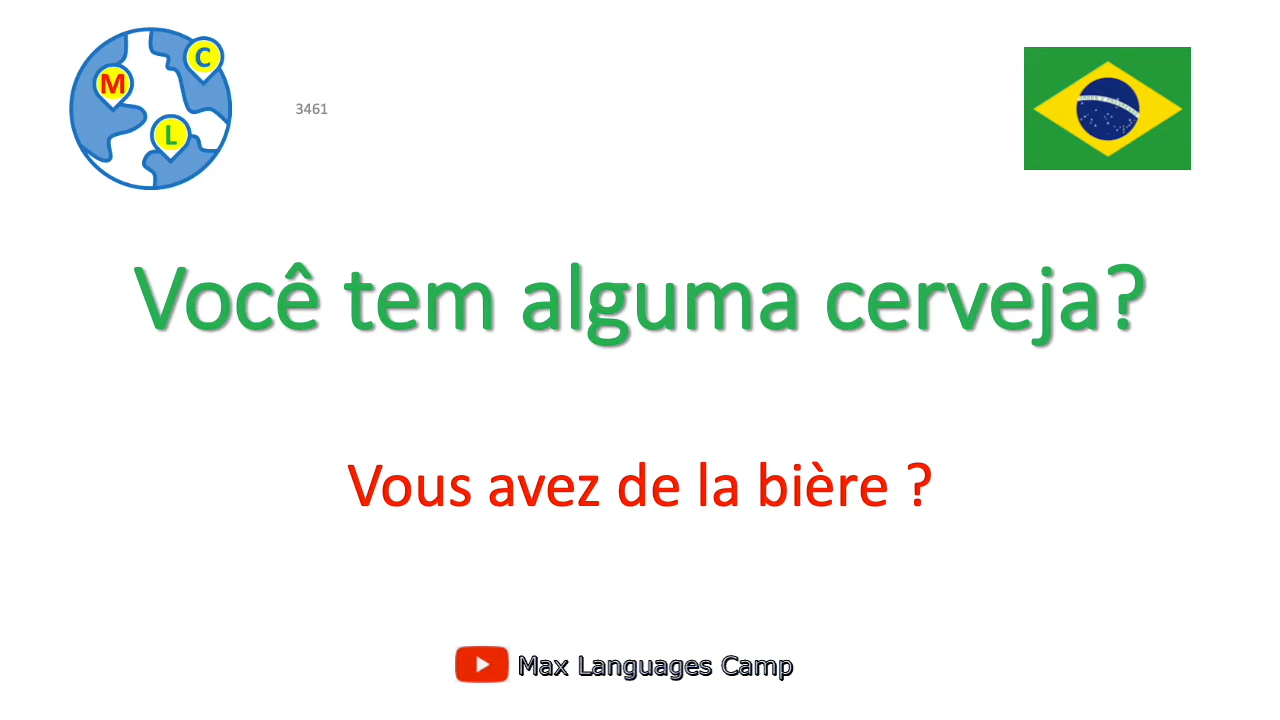 M
C
L
3461
Você tem alguma cerveja?
Vous avez de la bière ?
Max Languages Camp